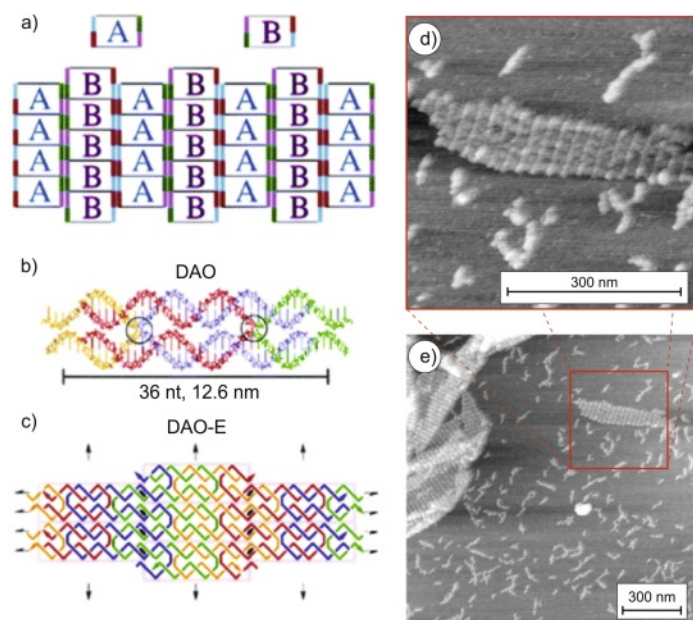 a)
A B
B B B
A A A A
B B B
A A A A
B B B
A A A A
B B B
A A A A
B B B
b)
DAO
36 nt, 12.6 nm
c)
DAO-E
d)
300 nm
e)
300 nm